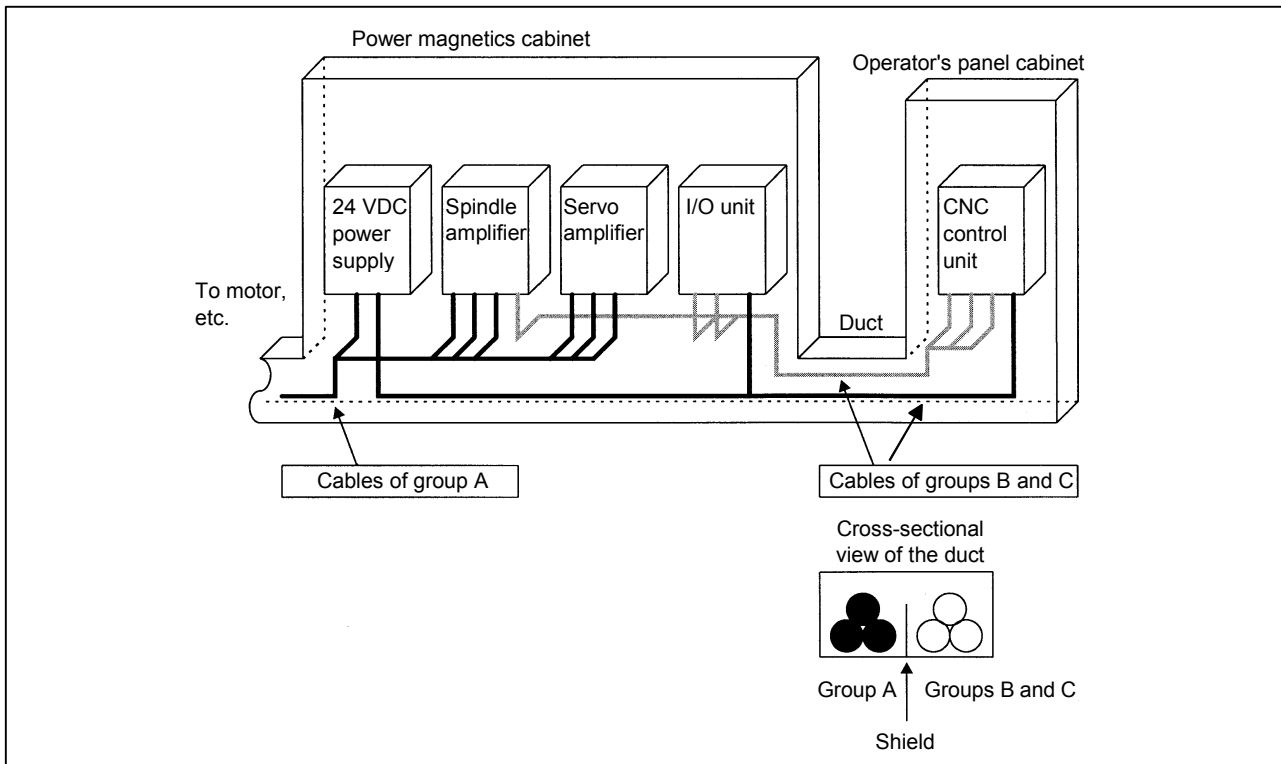 Power magnetics cabinet
Operator's panel cabinet
24 VDC
power
supply
Spindle
amplifier
Servo
amplifier
I/O unit
CNC
control
unit
To motor,
etc.
Duct
Cables of group A
Cables of groups B and C
Cross-sectional
view of the duct
Group A
Groups B and C
Shield